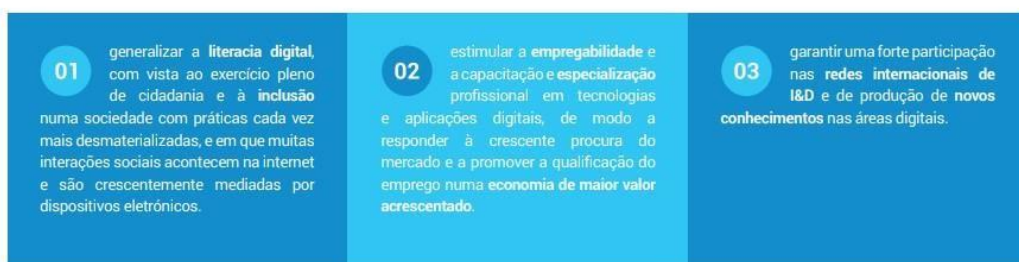 01
generalizar a literacia digital,
com vista ao exercício pleno
de cidadania e à inclusão
numa sociedade com práticas cada vez
mais desmaterializadas, e em que muitas
interações sociais acontecem na internet
e são crescentemente mediadas por
dispositivos eletrónicos.
02
estimular a empregabilidade e
a capacitação e especialização
profissional em tecnologias
e aplicações digitais, de modo a
responder à crescente procura do
mercado e a promover a qualificação do
emprego numa economia de maior valor
acrescentado.
03
garantir uma forte participação
nas redes internacionais de
I&D e de produção de novos
conhecimentos nas áreas digitais.